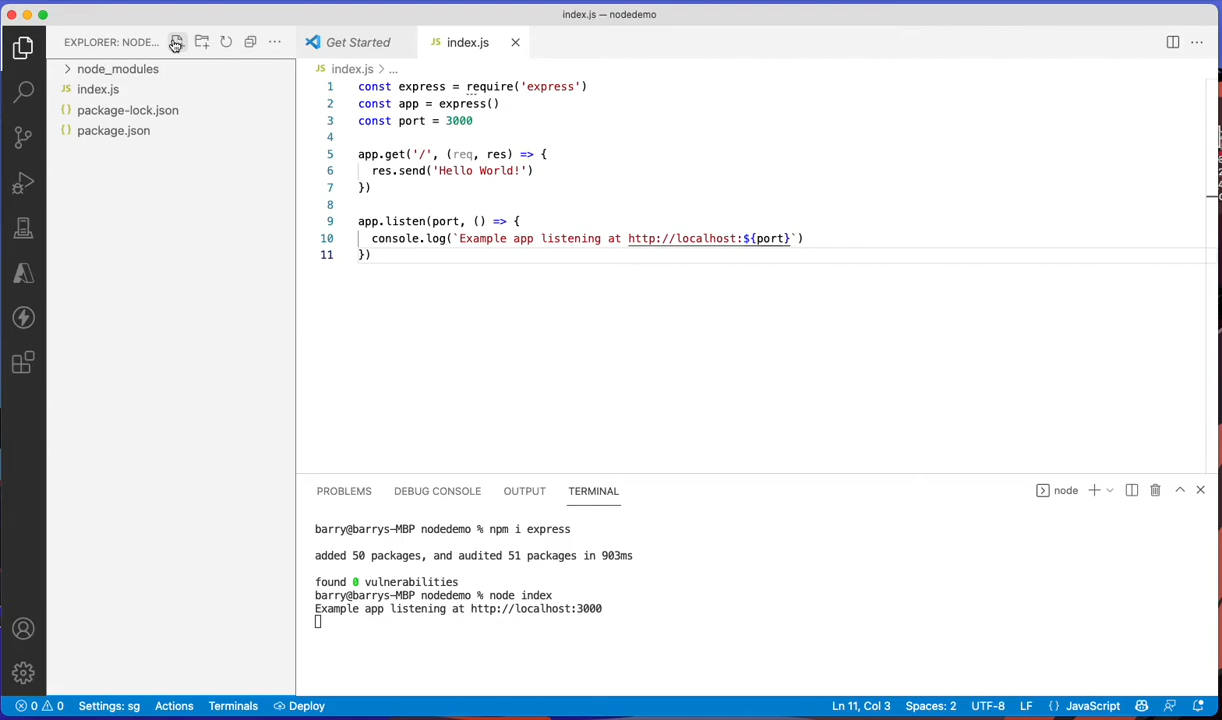 index.js — nodedemo
EXPLORER: NODE...
Get Started
JS index.js
node_modules
JS index.js
{} package-lock.json
{} package.json
JS index.js > ...
1 const express = require('express')
2 const app = express()
3 const port = 3000
4
5 app.get('/', (req, res) => {
6 res.send('Hello World!')
7 })
8
9 app.listen(port, () => {
10 console.log(`Example app listening at http://localhost:${port}`)
11 })
PROBLEMS DEBUG CONSOLE OUTPUT TERMINAL
node
barry@barrys-MBP nodedemo % npm i express
added 50 packages, and audited 51 packages in 903ms
found 0 vulnerabilities
barry@barrys-MBP nodedemo % node index
Example app listening at http://localhost:3000
0 0 Settings: sg Actions Terminals Deploy Ln 11, Col 3 Spaces: 2 UTF-8 LF {} JavaScript